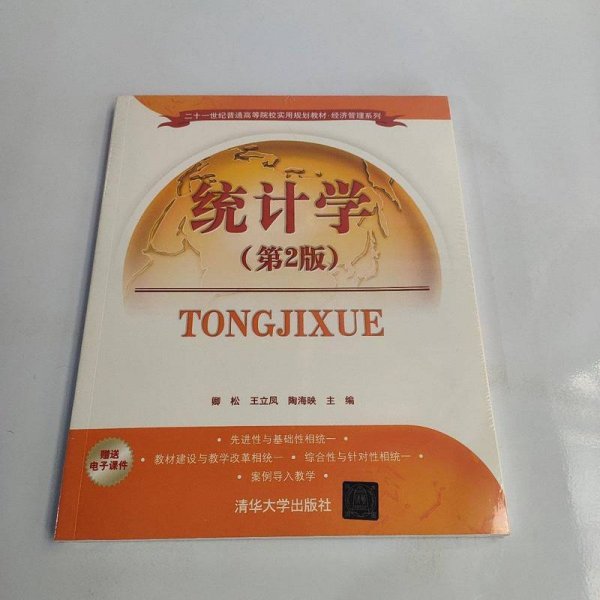 二十一世纪普通高等院校实用规划教材·经济管理系列
统计学
(第2版)
TONGJIXUE
卿 松 王立凤 陶海映 主 编
赠送
电子课件
• 先进性与基础性相统一 •
• 教材建设与教学改革相统一 • 综合性与针对性相统一 •
• 案例导入教学 •
清华大学出版社